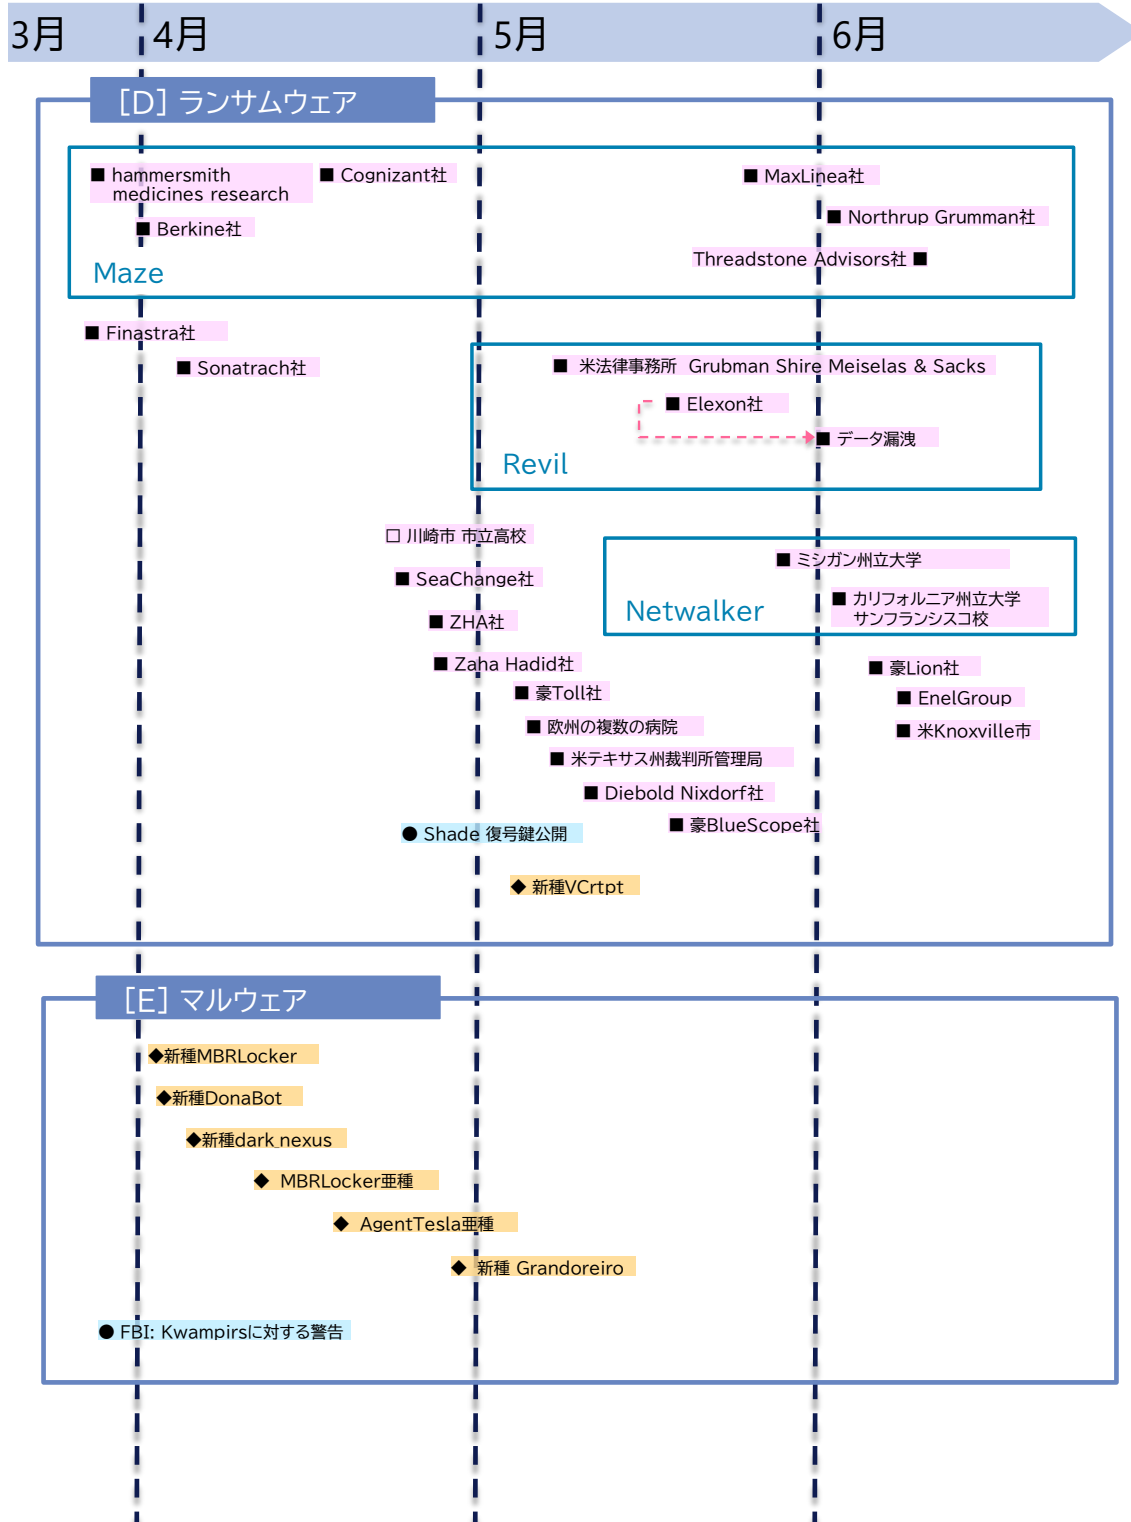 3月 4月 5月 6月
[D] ランサムウェア
■ hammersmith
medicines research
■ Cognizant社
■ MaxLinea社
■ Berkine社
■ Northrup Grumman社
Threadstone Advisors社 ■
Maze
■ Finastra社
■ Sonatrach社
■ 米法律事務所 Grubman Shire Meiselas & Sacks
■ Elexon社
■ データ漏洩
Revil
□ 川崎市 市立高校
■ ミシガン州立大学
■ SeaChange社
■ カリフォルニア州立大学
サンフランシスコ校
Netwalker
■ ZHA社
■ Zaha Hadid社
■ 豪Lion社
■ 豪Toll社
■ EnelGroup
■ 欧州の複数の病院
■ 米Knoxville市
■ 米テキサス州裁判所管理局
■ Diebold Nixdorf社
■ 豪BlueScope社
● Shade 復号鍵公開
◆ 新種VCrtpt
[E] マルウェア
◆新種MBRLocker
◆新種DonaBot
◆新種dark_nexus
◆ MBRLocker亜種
◆ AgentTesla亜種
◆ 新種 Grandoreiro
● FBI: Kwampirsに対する警告